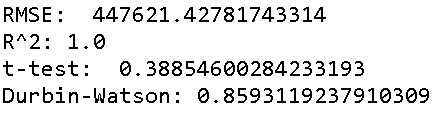 RMSE:  447621.42781743314
R^2: 1.0
t-test:  0.38854600284233193
Durbin-Watson: 0.8593119237910309